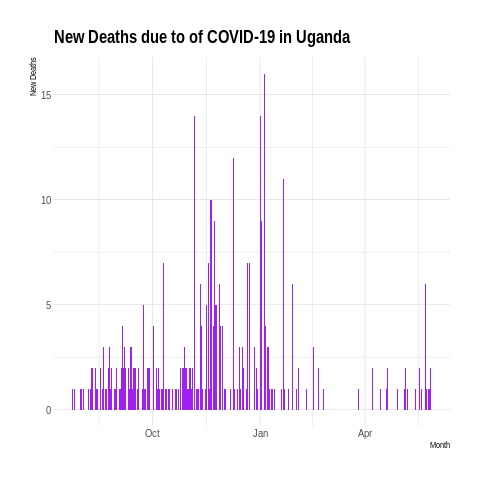 New Deaths due to of COVID-19 in Uganda
New Deaths
15
10
5
0
Oct Jan Apr
Month